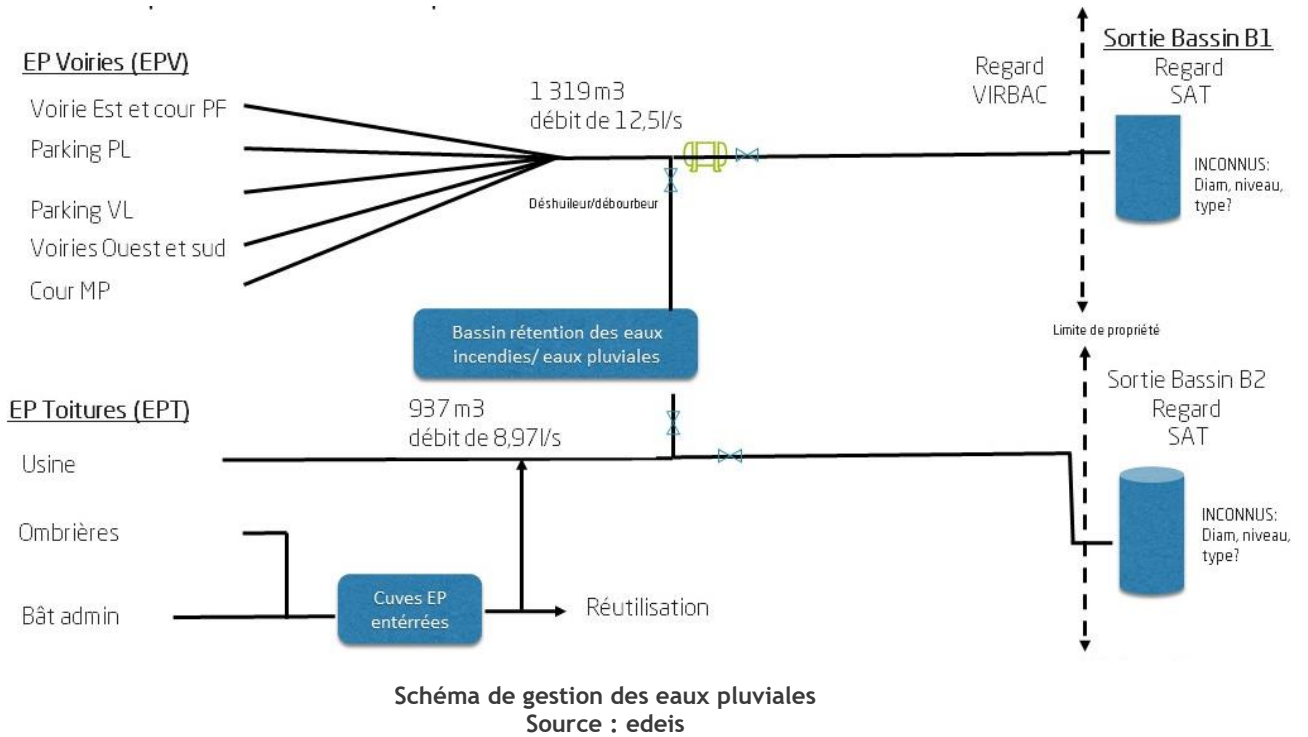 EP Voiries (EPV)
Voirie Est et cour PF
Parking PL
Parking VL
Voiries Ouest et sud
Cour MP
1 319 m3
débit de 12,5l/s
Déshuileur/débourbeur
Regard
VIRBAC
Sortie Bassin B1
Regard
SAT
INCONNUS:
Diam, niveau,
type?
Bassin rétention des eaux
incendies/ eaux pluviales
Limite de propriété
EP Toitures (EPT)
Usine
Ombrières
Bât admin
937 m3
débit de 8,97l/s
Cuves EP
entérrées
Réutilisation
Sortie Bassin B2
Regard
SAT
INCONNUS:
Diam, niveau,
type?
Schéma de gestion des eaux pluviales
Source : edeis